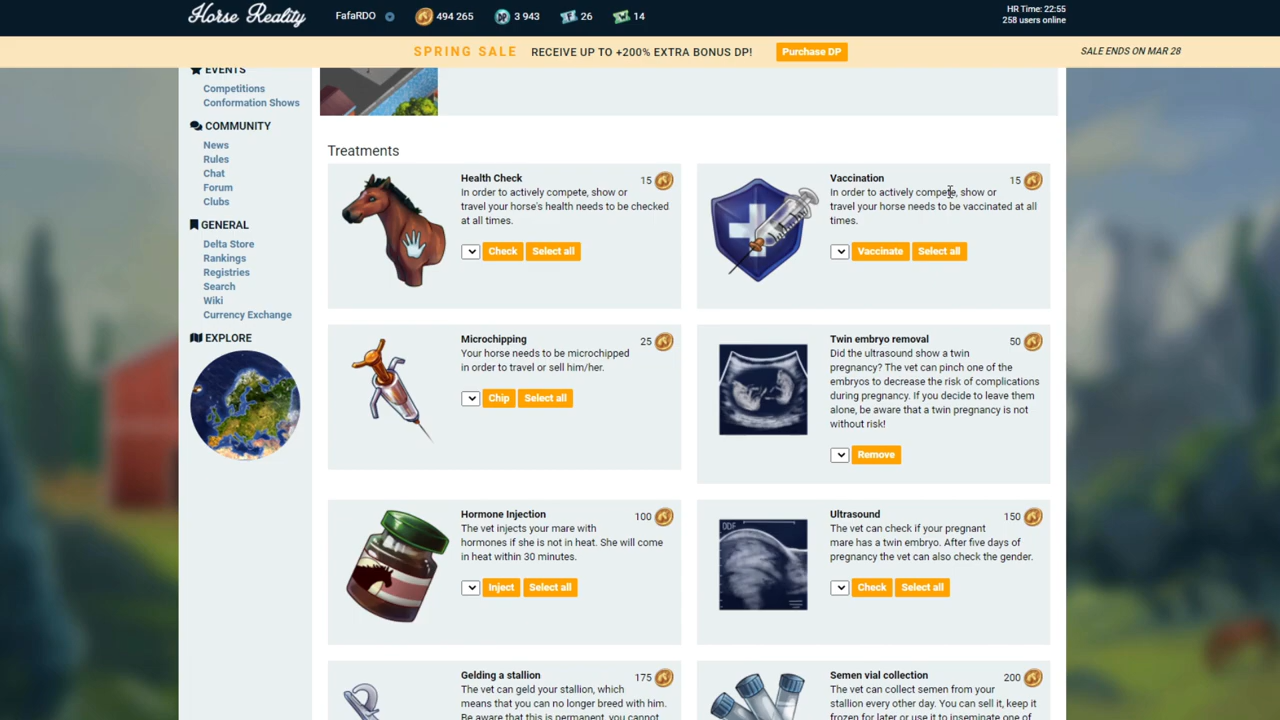 Horse Reality
FafaRDO
494 265
3 943
26
14
HR Time: 22:55
258 users online
SPRING SALE RECEIVE UP TO +200% EXTRA BONUS DP! Purchase DP
SALE ENDS ON MAR 28
EVENTS
Competitions
Conformation Shows
COMMUNITY
News
Rules
Chat
Forum
Clubs
GENERAL
Delta Store
Rankings
Registries
Search
Wiki
Currency Exchange
EXPLORE
Treatments
Health Check 15
In order to actively compete, show or
travel your horse's health needs to be checked
at all times.
Check Select all
Vaccination 15
In order to actively compete, show or
travel your horse needs to be vaccinated at all
times.
Vaccinate Select all
Microchipping 25
Your horse needs to be microchipped
in order to travel or sell him/her.
Chip Select all
Twin embryo removal 50
Did the ultrasound show a twin
pregnancy? The vet can pinch one of the
embryos to decrease the risk of complications
during pregnancy. If you decide to leave them
alone, be aware that a twin pregnancy is not
without risk!
Remove
Hormone Injection 100
The vet injects your mare with
hormones if she is not in heat. She will come
in heat within 30 minutes.
Inject Select all
Ultrasound 150
The vet can check if your pregnant
mare has a twin embryo. After five days of
pregnancy the vet can also check the gender.
Check Select all
Gelding a stallion 175
The vet can geld your stallion, which
means that you can no longer breed with him.
Be aware that this is permanent, you cannot
Semen vial collection 200
The vet can collect semen from your
stallion every other day. You can sell it, keep it
frozen for later or use it to inseminate one of